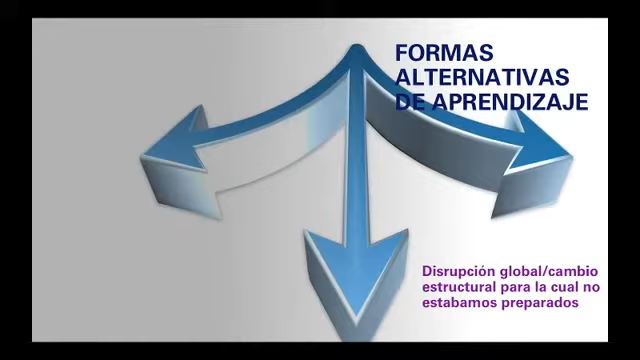 FORMAS
ALTERNATIVAS
DE APRENDIZAJE
Disrupción global/cambio
estructural para la cual no
estabamos preparados